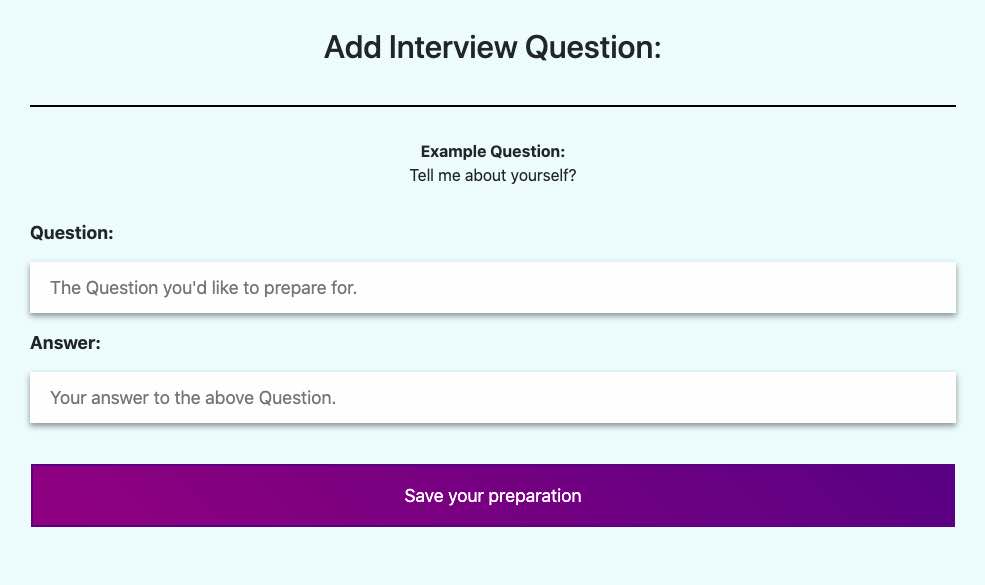 Add Interview Question:
Example Question:
Tell me about yourself?
Question:
The Question you'd like to prepare for.
Answer:
Your answer to the above Question.
Save your preparation